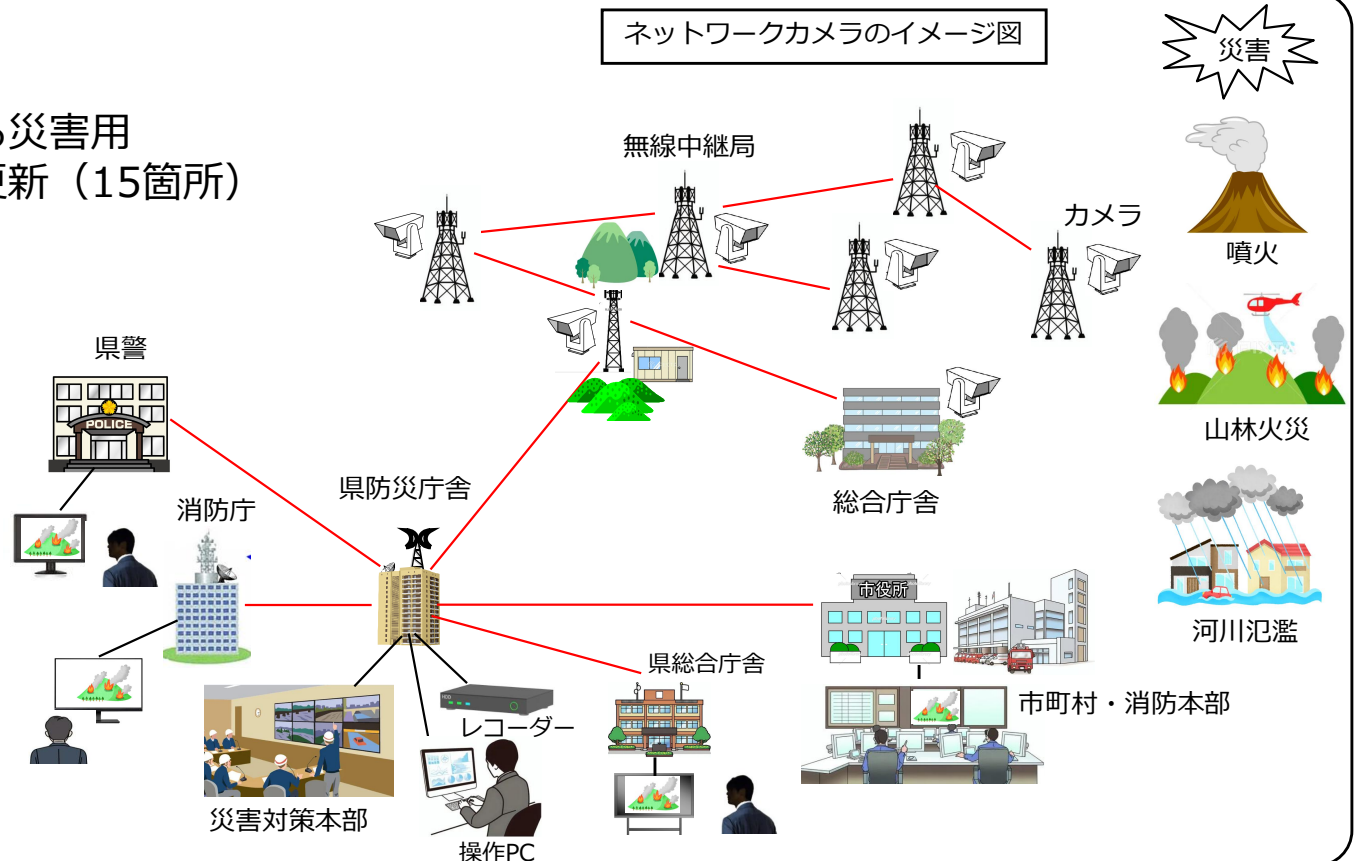 ネットワークカメラのイメージ図
災害
災害用
更新（15箇所）
無線中継局
カメラ
噴火
山林火災
県警
POLICE
県防災庁舎
消防庁
総合庁舎
市役所
河川氾濫
県総合庁舎
市町村・消防本部
HDD
レコーダー
災害対策本部
操作PC